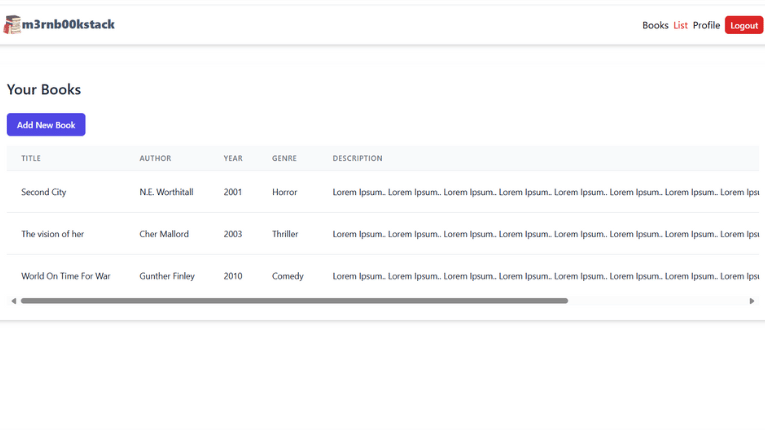 m3rnb00kstack
Books List Profile Logout
Your Books
Add New Book
TITLE AUTHOR YEAR GENRE DESCRIPTION
Second City N.E. Worthitall 2001 Horror Lorem Ipsum.. Lorem Ipsum.. Lorem Ipsum.. Lorem Ipsum.. Lorem Ipsum.. Lorem Ipsum.. Lorem Ipsum.. Lorem Ips
The vision of her Cher Mallord 2003 Thriller Lorem Ipsum.. Lorem Ipsum.. Lorem Ipsum.. Lorem Ipsum.. Lorem Ipsum.. Lorem Ipsum.. Lorem Ipsum.. Lorem Ips
World On Time For War Gunther Finley 2010 Comedy Lorem Ipsum.. Lorem Ipsum.. Lorem Ipsum.. Lorem Ipsum.. Lorem Ipsum.. Lorem Ipsum.. Lorem Ipsum.. Lorem Ips